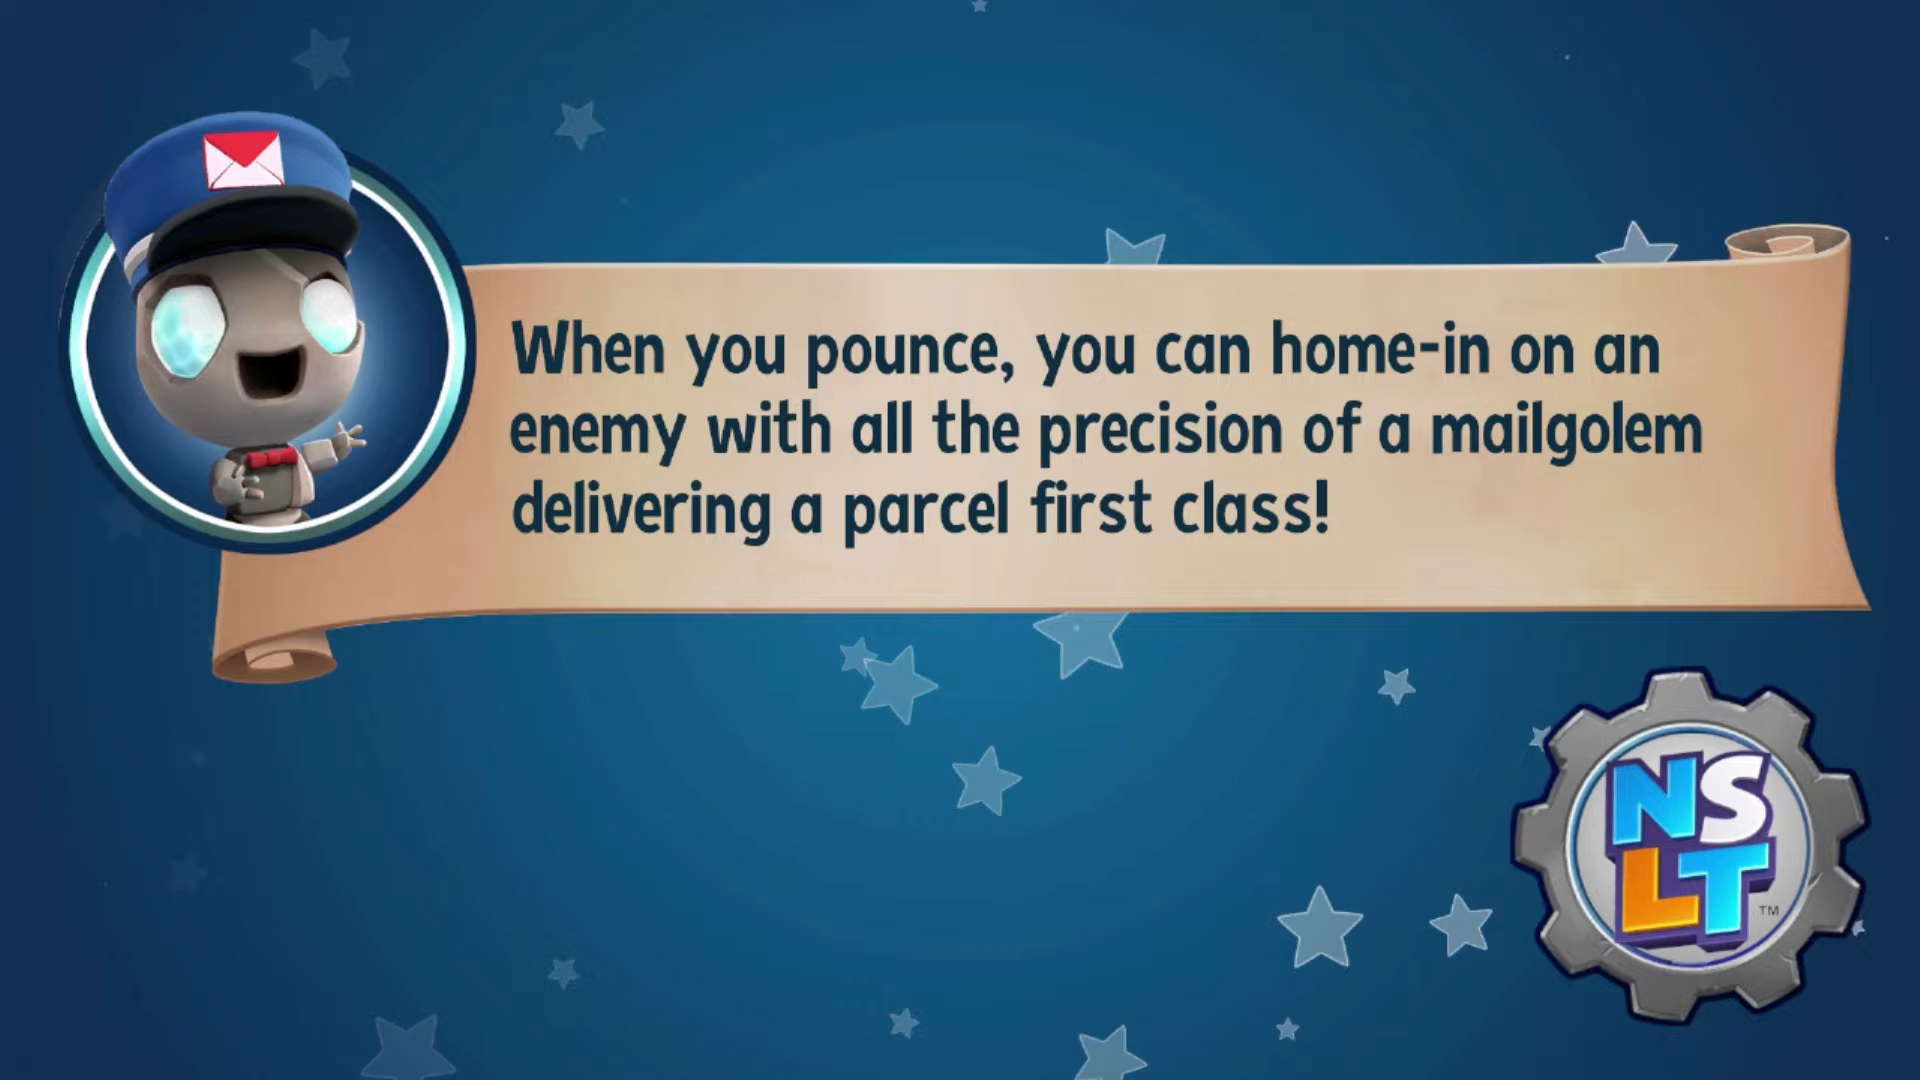 When you pounce, you can home-in on an
enemy with all the precision of a mailgolem
delivering a parcel first class!
NS
LT
TM